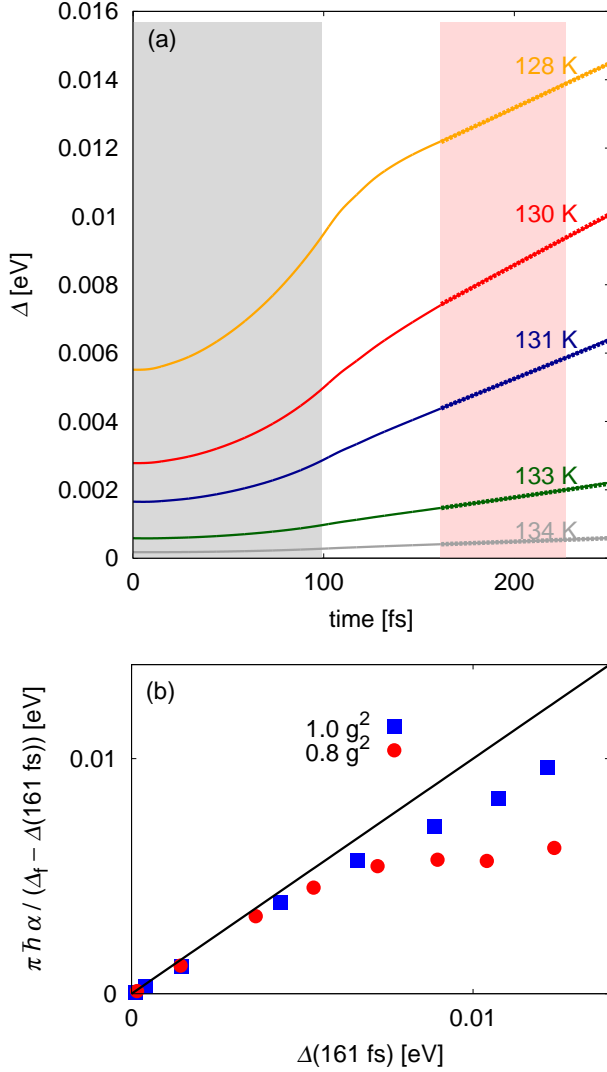 (a)
0.016
0.014
0.012
0.01
0.008
0.006
0.004
0.002
0
Δ [eV]
128 K
130 K
131 K
133 K
134 K
0 100 200
time [fs]
(b)
1.0 g²
0.8 g²
0.01
0
π ħ α / (Δf − Δ(161 fs)) [eV]
0 0.01
Δ(161 fs) [eV]